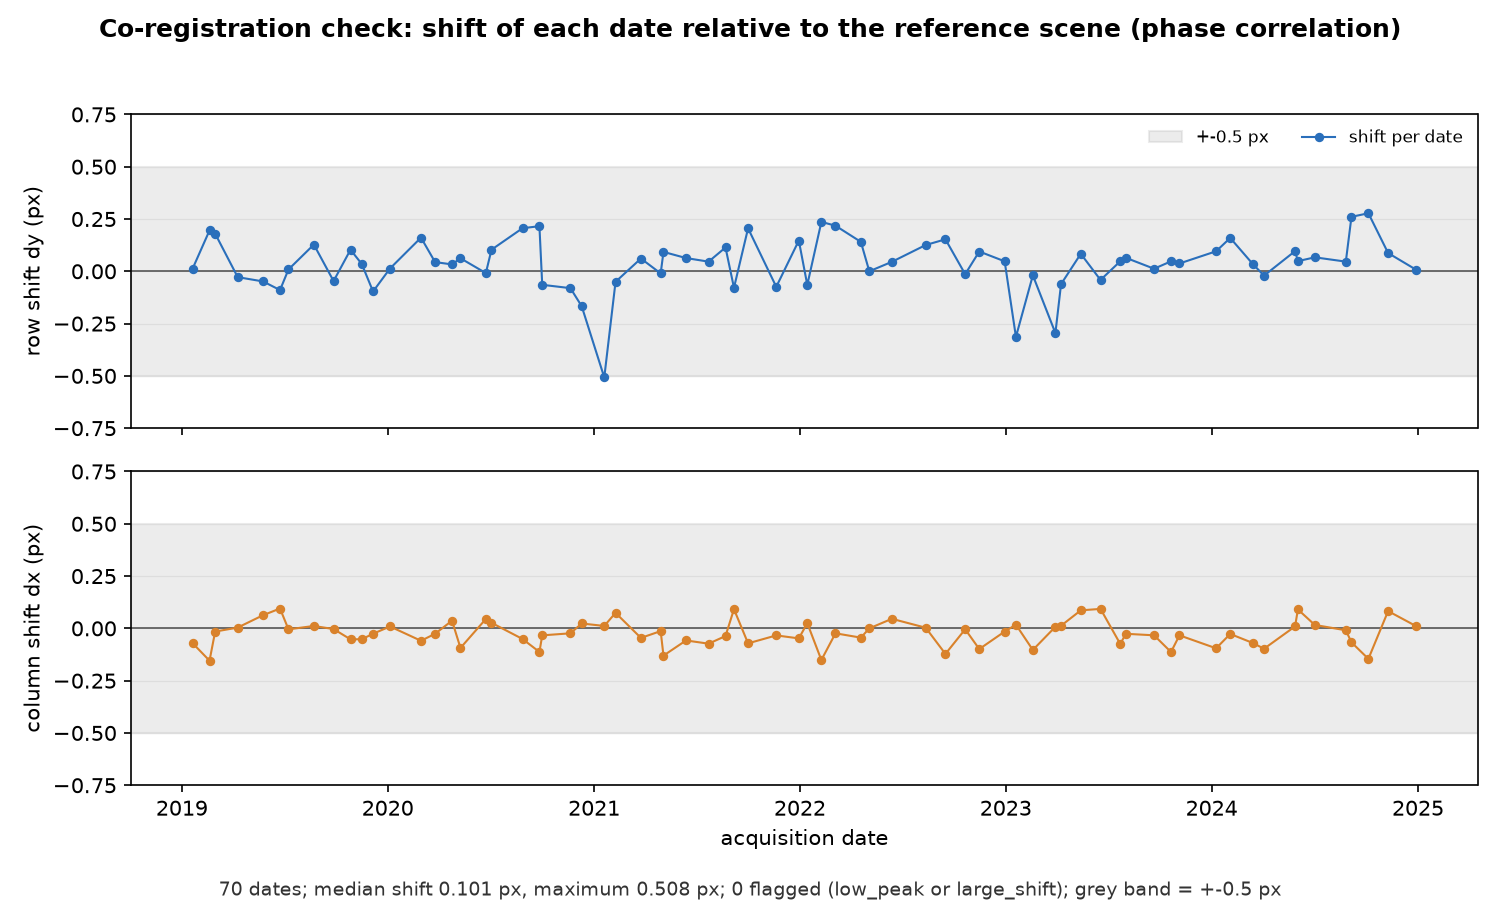 Co-registration check: shift of each date relative to the reference scene (phase correlation)
0.75
0.50
0.25
0.00
−0.25
−0.50
−0.75
row shift dy (px)
+-0.5 px
shift per date
0.75
0.50
0.25
0.00
−0.25
−0.50
−0.75
column shift dx (px)
2019 2020 2021 2022 2023 2024 2025
acquisition date
70 dates; median shift 0.101 px, maximum 0.508 px; 0 flagged (low_peak or large_shift); grey band = +-0.5 px